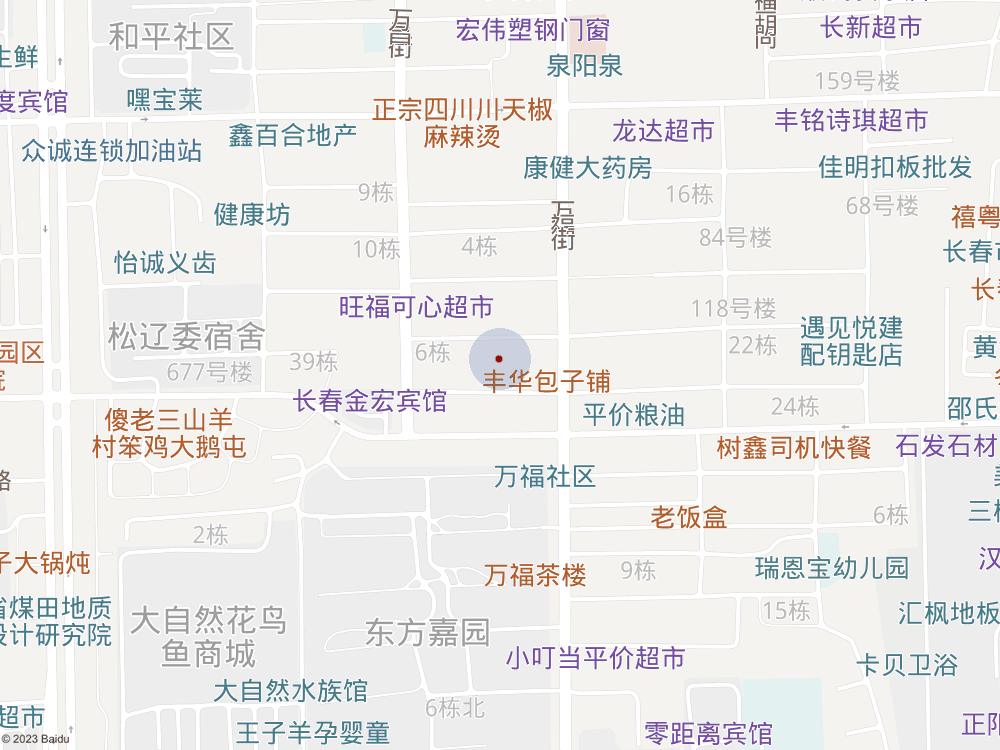 和平社区
宏伟塑钢门窗
长新超市
生鲜
泉阳泉
159号楼
度宾馆
嘿宝莱
正宗四川川天椒
麻辣烫
鑫百合地产
龙达超市
丰铭诗琪超市
众诚连锁加油站
康健大药房
佳明扣板批发
9栋
16栋
68号楼
健康坊
万福街
禧粤
10栋
4栋
84号楼
长春市
怡诚义齿
长春
旺福可心超市
118号楼
松辽委宿舍
遇见悦建
配钥匙店
22栋
黄
园区
39栋
6栋
677号楼
丰华包子铺
长春金宏宾馆
平价粮油
24栋
邵氏
傻老三山羊
村笨鸡大鹅屯
树鑫司机快餐
石发石材
万福社区
路
老饭盒
6栋
2栋
子大锅炖
万福茶楼
9栋
瑞恩宝幼儿园
汉
省煤田地质
设计研究院
大自然花鸟
鱼商城
东方嘉园
15栋
汇枫地板
小叮当平价超市
卡贝卫浴
大自然水族馆
6栋北
超市
王子羊孕婴童
零距离宾馆
正阳
© 2023 Baidu